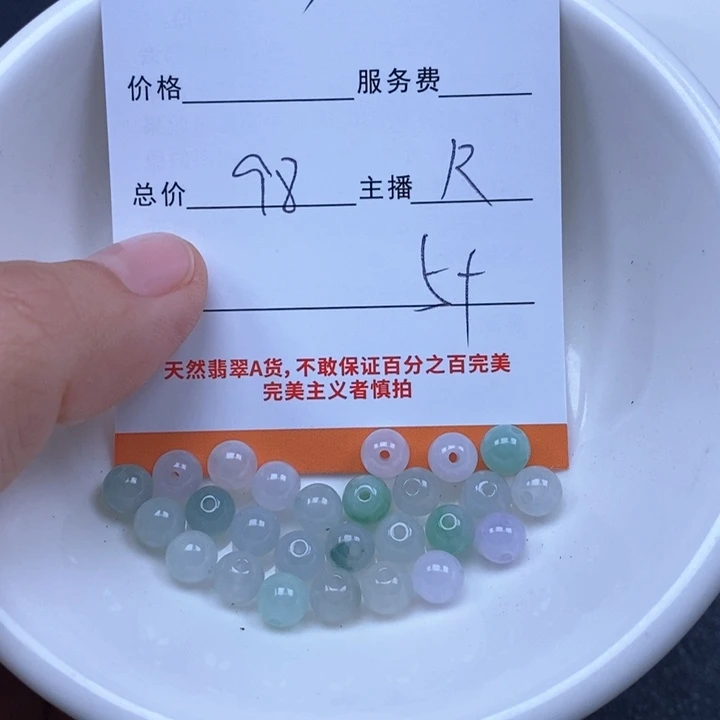 价格 服务费
总价 98 主播 R
天然翡翠A货,不敢保证百分之百完美
完美主义者慎拍